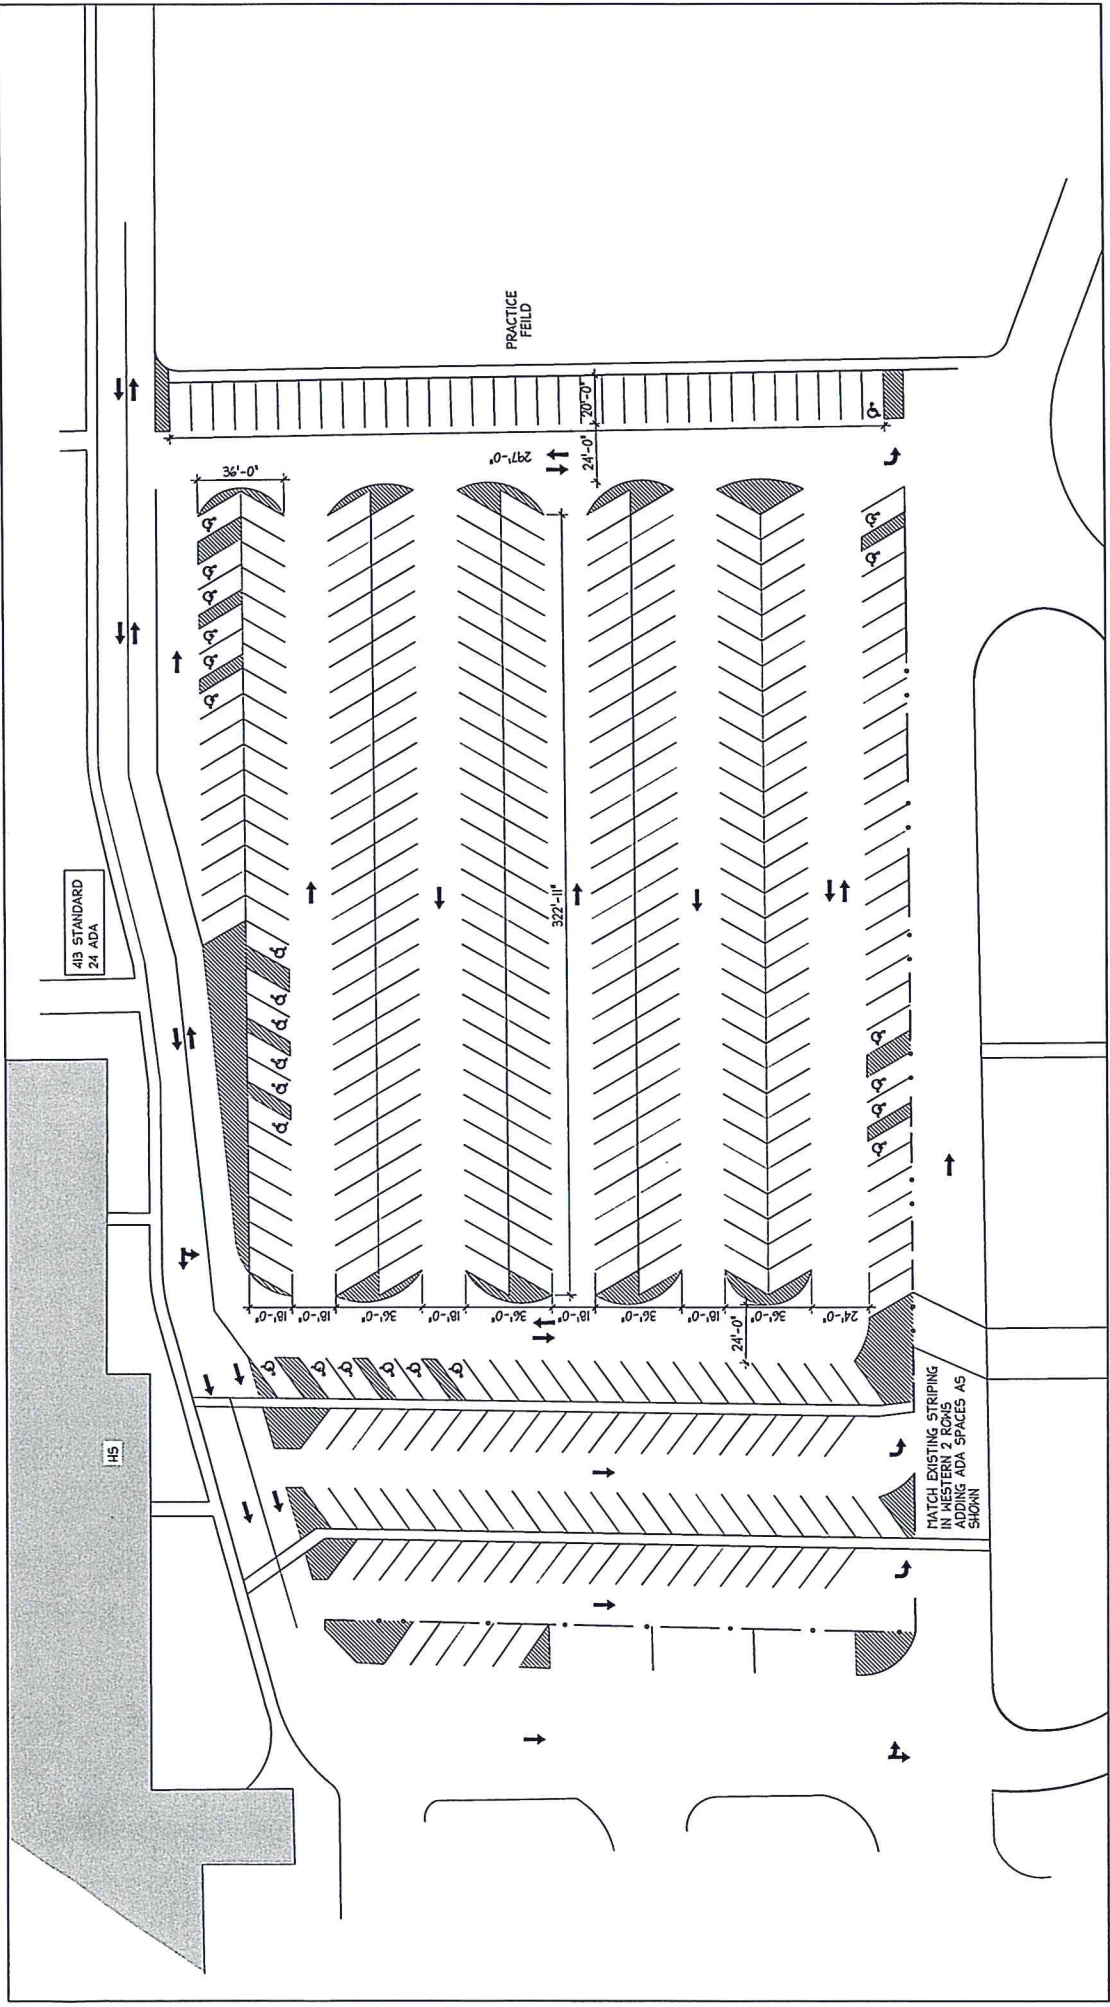 PRACTICE
FEILD
20'-0"
24'-0"
297'-0"
36'-0"
413 STANDARD
24 ADA
322'-11"
18'-0"
18'-0"
36'-0"
18'-0"
36'-0"
18'-0"
36'-0"
18'-0"
36'-0"
24'-0"
24'-0"
HS
MATCH EXISTING STRIPING
IN WESTERN 2 ROWS
ADDING ADA SPACES AS
SHOWN